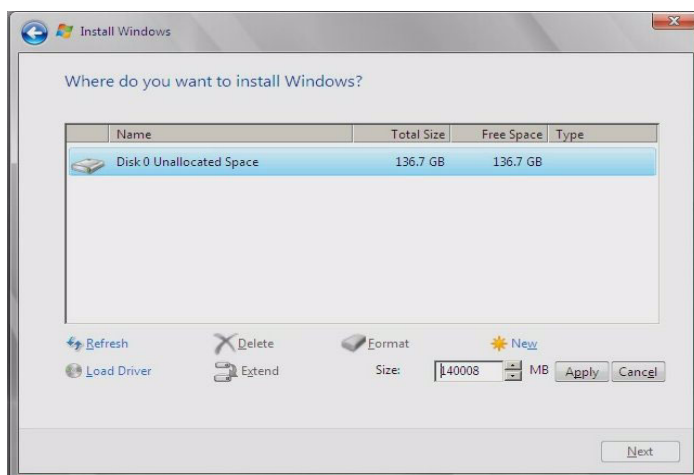 Install Windows
Where do you want to install Windows?
Name Total Size Free Space Type
Disk 0 Unallocated Space 136.7 GB 136.7 GB
Refresh Delete Format New
Load Driver Extend Size: 140008 MB Apply Cancel
Next